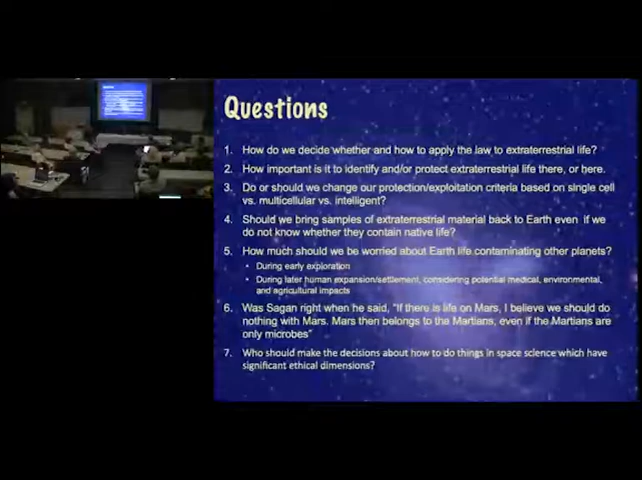 Questions
1. How do we decide whether and how to apply the law to extraterrestrial life?
2. How important is it to identify and/or protect extraterrestrial life there, or here.
3. Do or should we change our protection/exploitation criteria based on single cell
vs. multicellular vs. intelligent?
4. Should we bring samples of extraterrestrial material back to Earth even if we
do not know whether they contain native life?
5. How much should we be worried about Earth life contaminating other planets?
• During early exploration
• During later human expansion/settlement, considering potential medical, environmental,
and agricultural impacts
6. Was Sagan right when he said, "If there is life on Mars, I believe we should do
nothing with Mars. Mars then belongs to the Martians, even if the Martians are
only microbes"
7. Who should make the decisions about how to do things in space science which have
significant ethical dimensions?